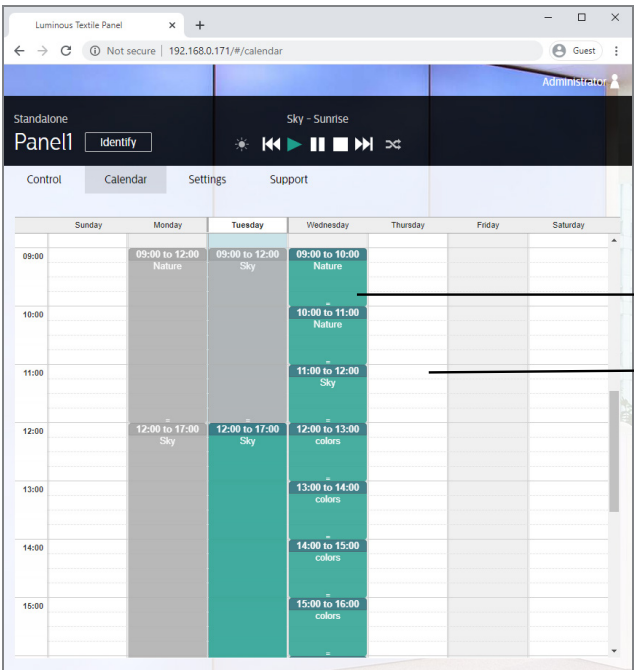 Luminous Textile Panel
Not secure | 192.168.0.171/#/calendar
Guest
Administrator
Standalone
Sky - Sunrise
Panel1 Identify
Control Calendar Settings Support
Sunday Monday Tuesday Wednesday Thursday Friday Saturday
09:00 09:00 to 12:00 09:00 to 12:00 09:00 to 10:00
Nature Sky Nature
10:00 10:00 to 11:00
Nature
11:00 11:00 to 12:00
Sky
12:00 12:00 to 17:00 12:00 to 17:00 12:00 to 13:00
Sky Sky colors
13:00 13:00 to 14:00
colors
14:00 14:00 to 15:00
colors
15:00 15:00 to 16:00
colors